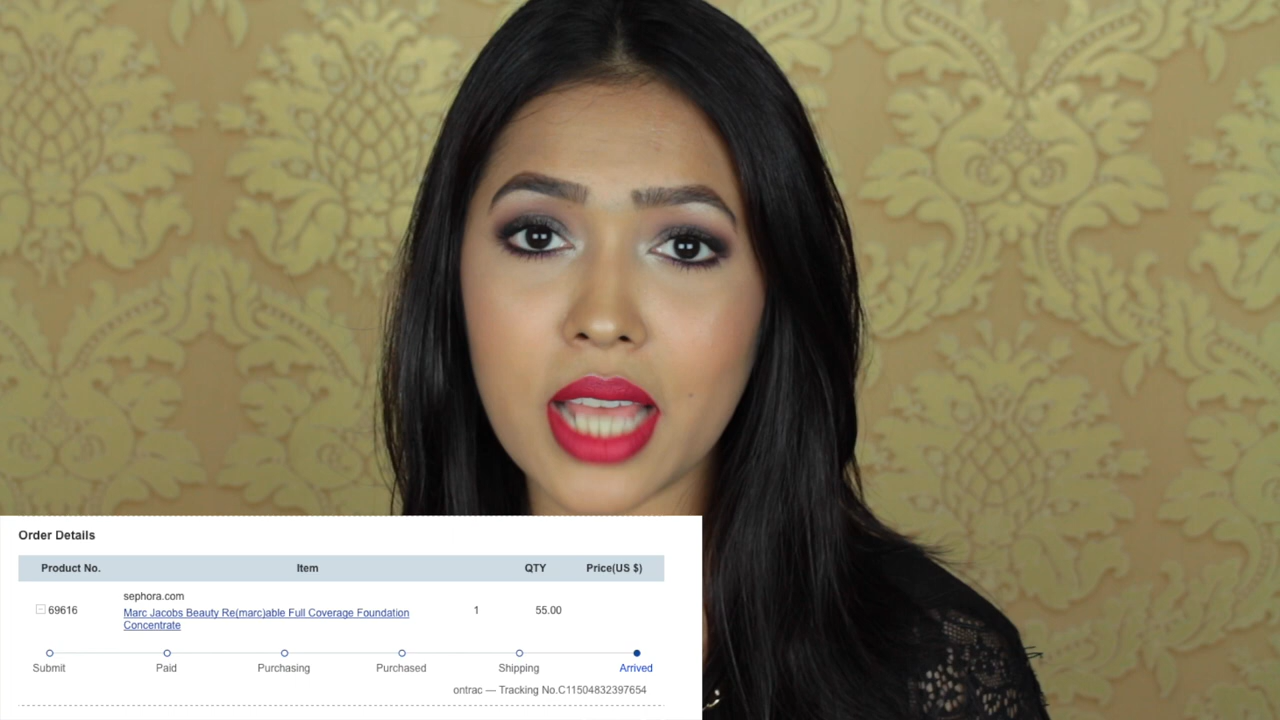 Order Details
Product No. Item QTY Price(US $)
sephora.com
69616 Marc Jacobs Beauty Re(marc)able Full Coverage Foundation 1 55.00
Concentrate
Submit Paid Purchasing Purchased Shipping Arrived
ontrac — Tracking No.C11504832397654